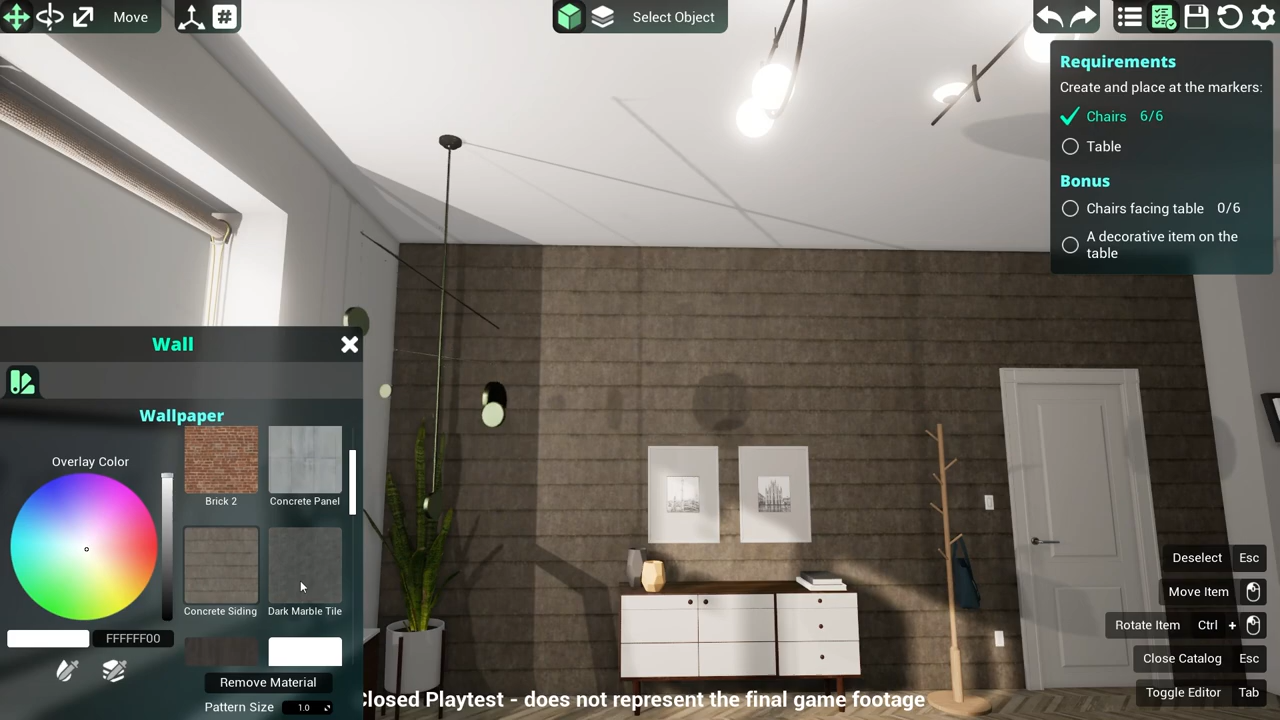 Move
Select Object
Requirements
Create and place at the markers:
Chairs 6/6
Table
Bonus
Chairs facing table 0/6
A decorative item on the
table
Wall
Wallpaper
Overlay Color
Brick 2
Concrete Panel
Concrete Siding
Dark Marble Tile
FFFFFF00
Remove Material
Pattern Size 1.0
Deselect Esc
Move Item
Rotate Item Ctrl +
Close Catalog Esc
Toggle Editor Tab
Closed Playtest - does not represent the final game footage